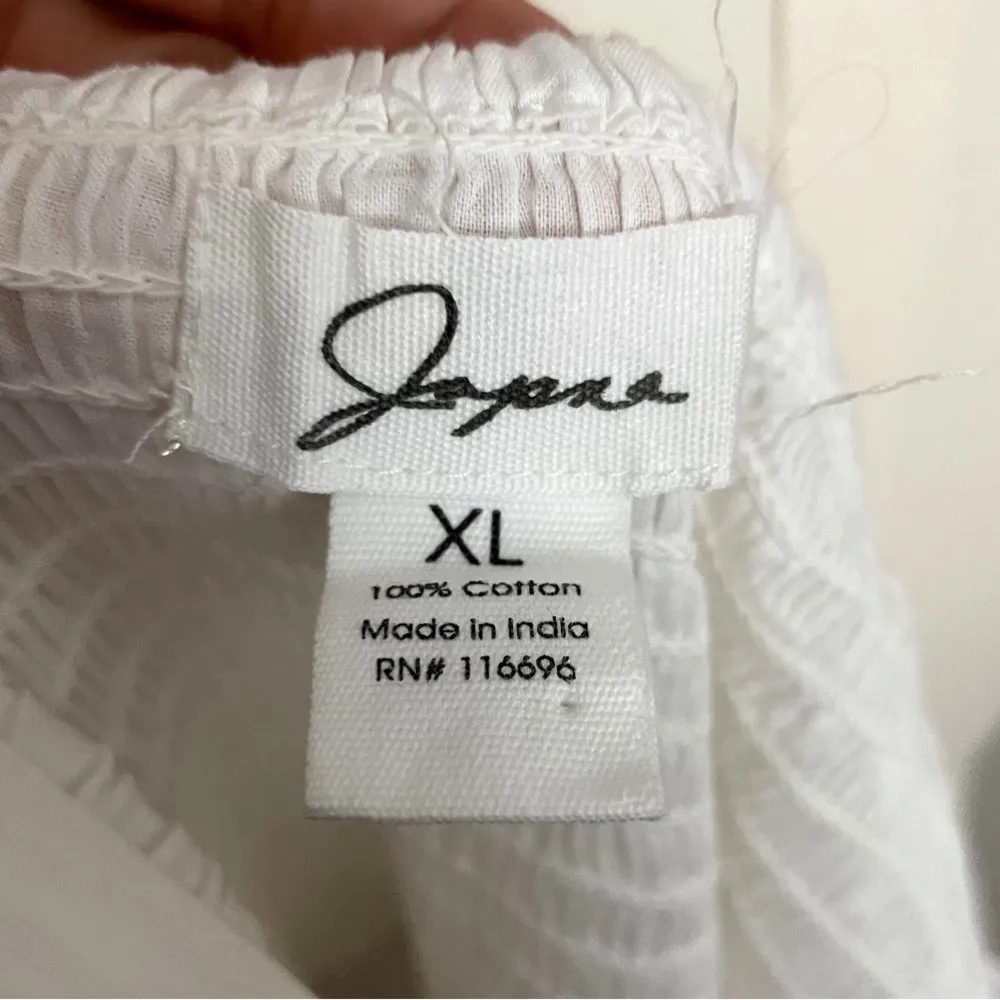 Japna
XL
100% Cotton
Made in India
RN# 116696